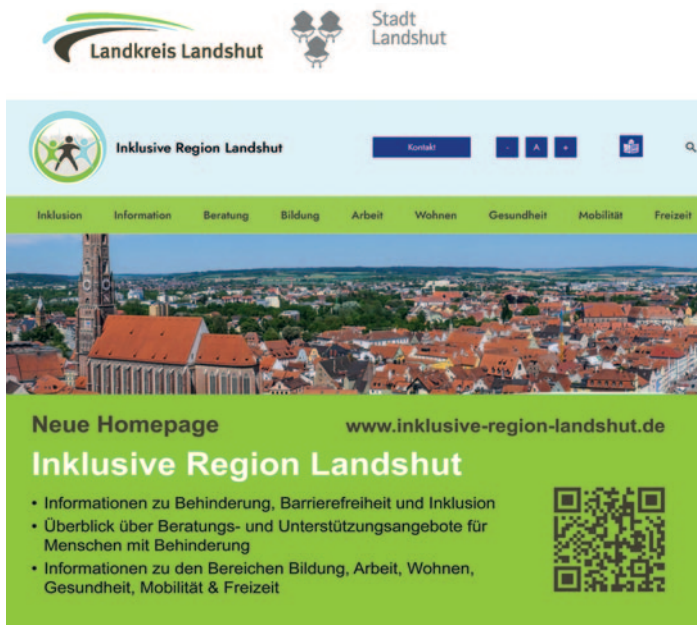 Landkreis Landshut
Stadt
Landshut
Inklusive Region Landshut
Kontakt
- A +
Inklusion Information Beratung Bildung Arbeit Wohnen Gesundheit Mobilität Freizeit
Neue Homepage www.inklusive-region-landshut.de
Inklusive Region Landshut
• Informationen zu Behinderung, Barrierefreiheit und Inklusion
• Überblick über Beratungs- und Unterstützungsangebote für
Menschen mit Behinderung
• Informationen zu den Bereichen Bildung, Arbeit, Wohnen,
Gesundheit, Mobilität & Freizeit